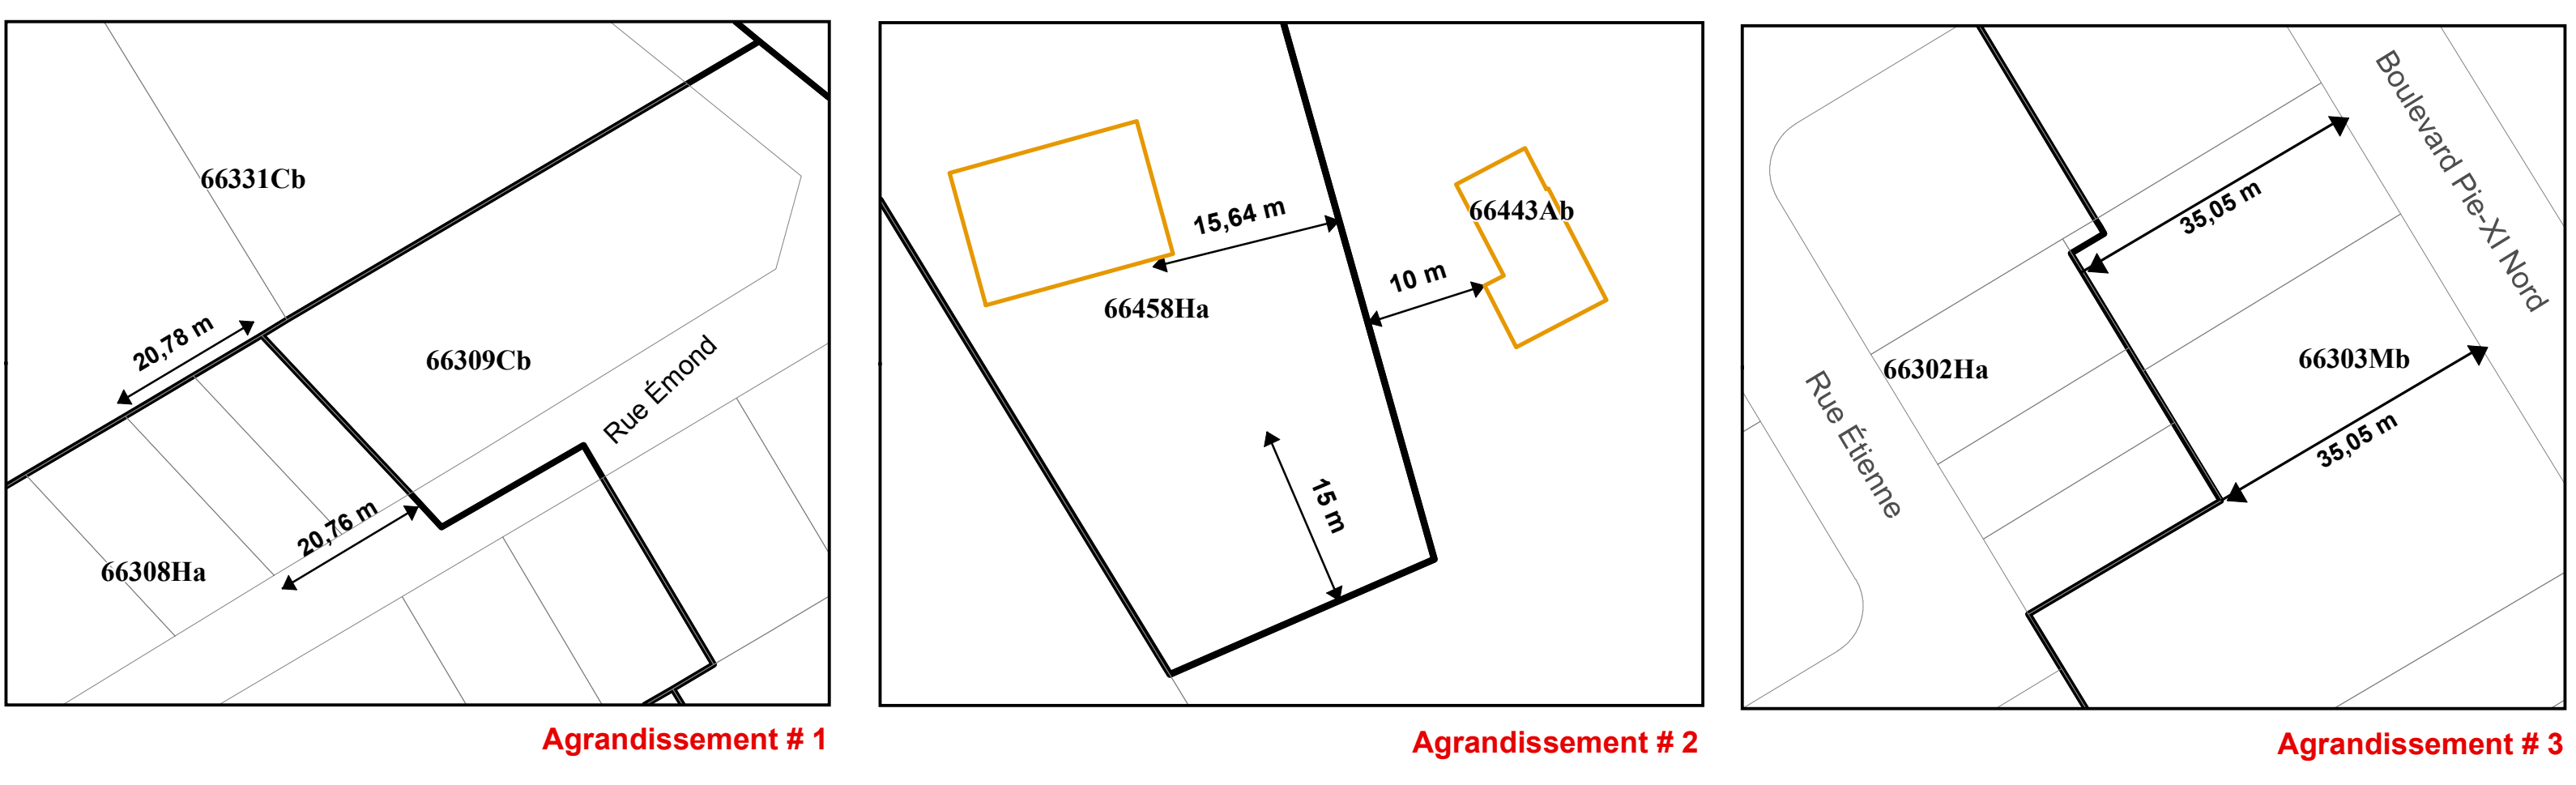 66331Cb
20,78 m
66309Cb
Rue Émond
20,76 m
66308Ha
Agrandissement # 1
15,64 m
66443Ab
10 m
66458Ha
15 m
Agrandissement # 2
Boulevard Pie-XI Nord
35,05 m
66302Ha
66303Mb
Rue Étienne
35,05 m
Agrandissement # 3